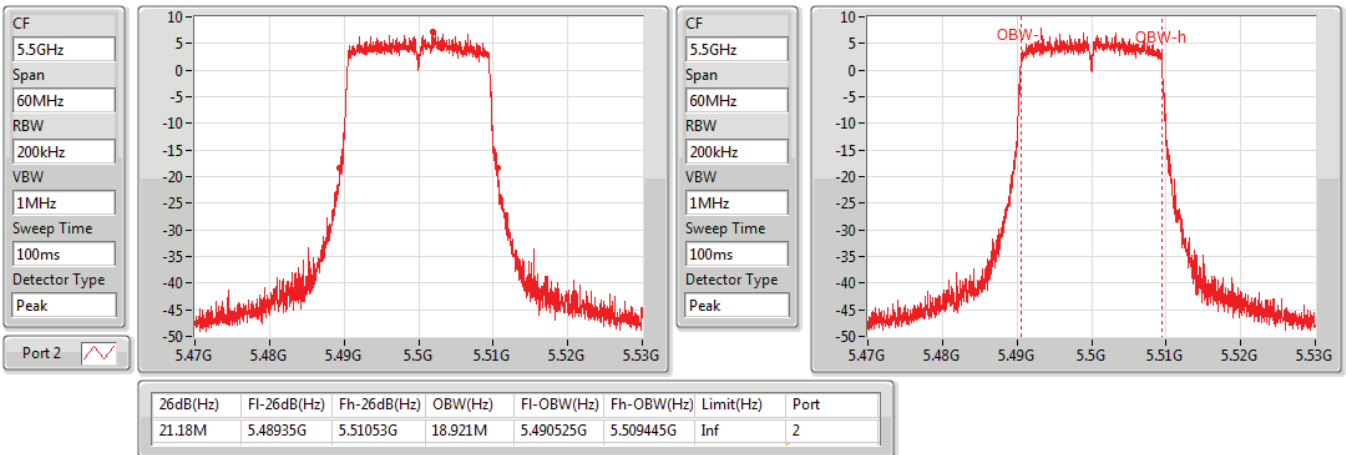 CF
5.5GHz
Span
60MHz
RBW
200kHz
VBW
1MHz
Sweep Time
100ms
Detector Type
Peak
Port 2
10
5
0
-5
-10
-15
-20
-25
-30
-35
-40
-45
-50
5.47G 5.48G 5.49G 5.5G 5.51G 5.52G 5.53G
CF
5.5GHz
Span
60MHz
RBW
200kHz
VBW
1MHz
Sweep Time
100ms
Detector Type
Peak
10
5
0
-5
-10
-15
-20
-25
-30
-35
-40
-45
-50
OBW-l OBW-h
5.47G 5.48G 5.49G 5.5G 5.51G 5.52G 5.53G
26dB(Hz) Fl-26dB(Hz) Fh-26dB(Hz) OBW(Hz) Fl-OBW(Hz) Fh-OBW(Hz) Limit(Hz) Port
21.18M 5.48935G 5.51053G 18.921M 5.490525G 5.509445G Inf 2